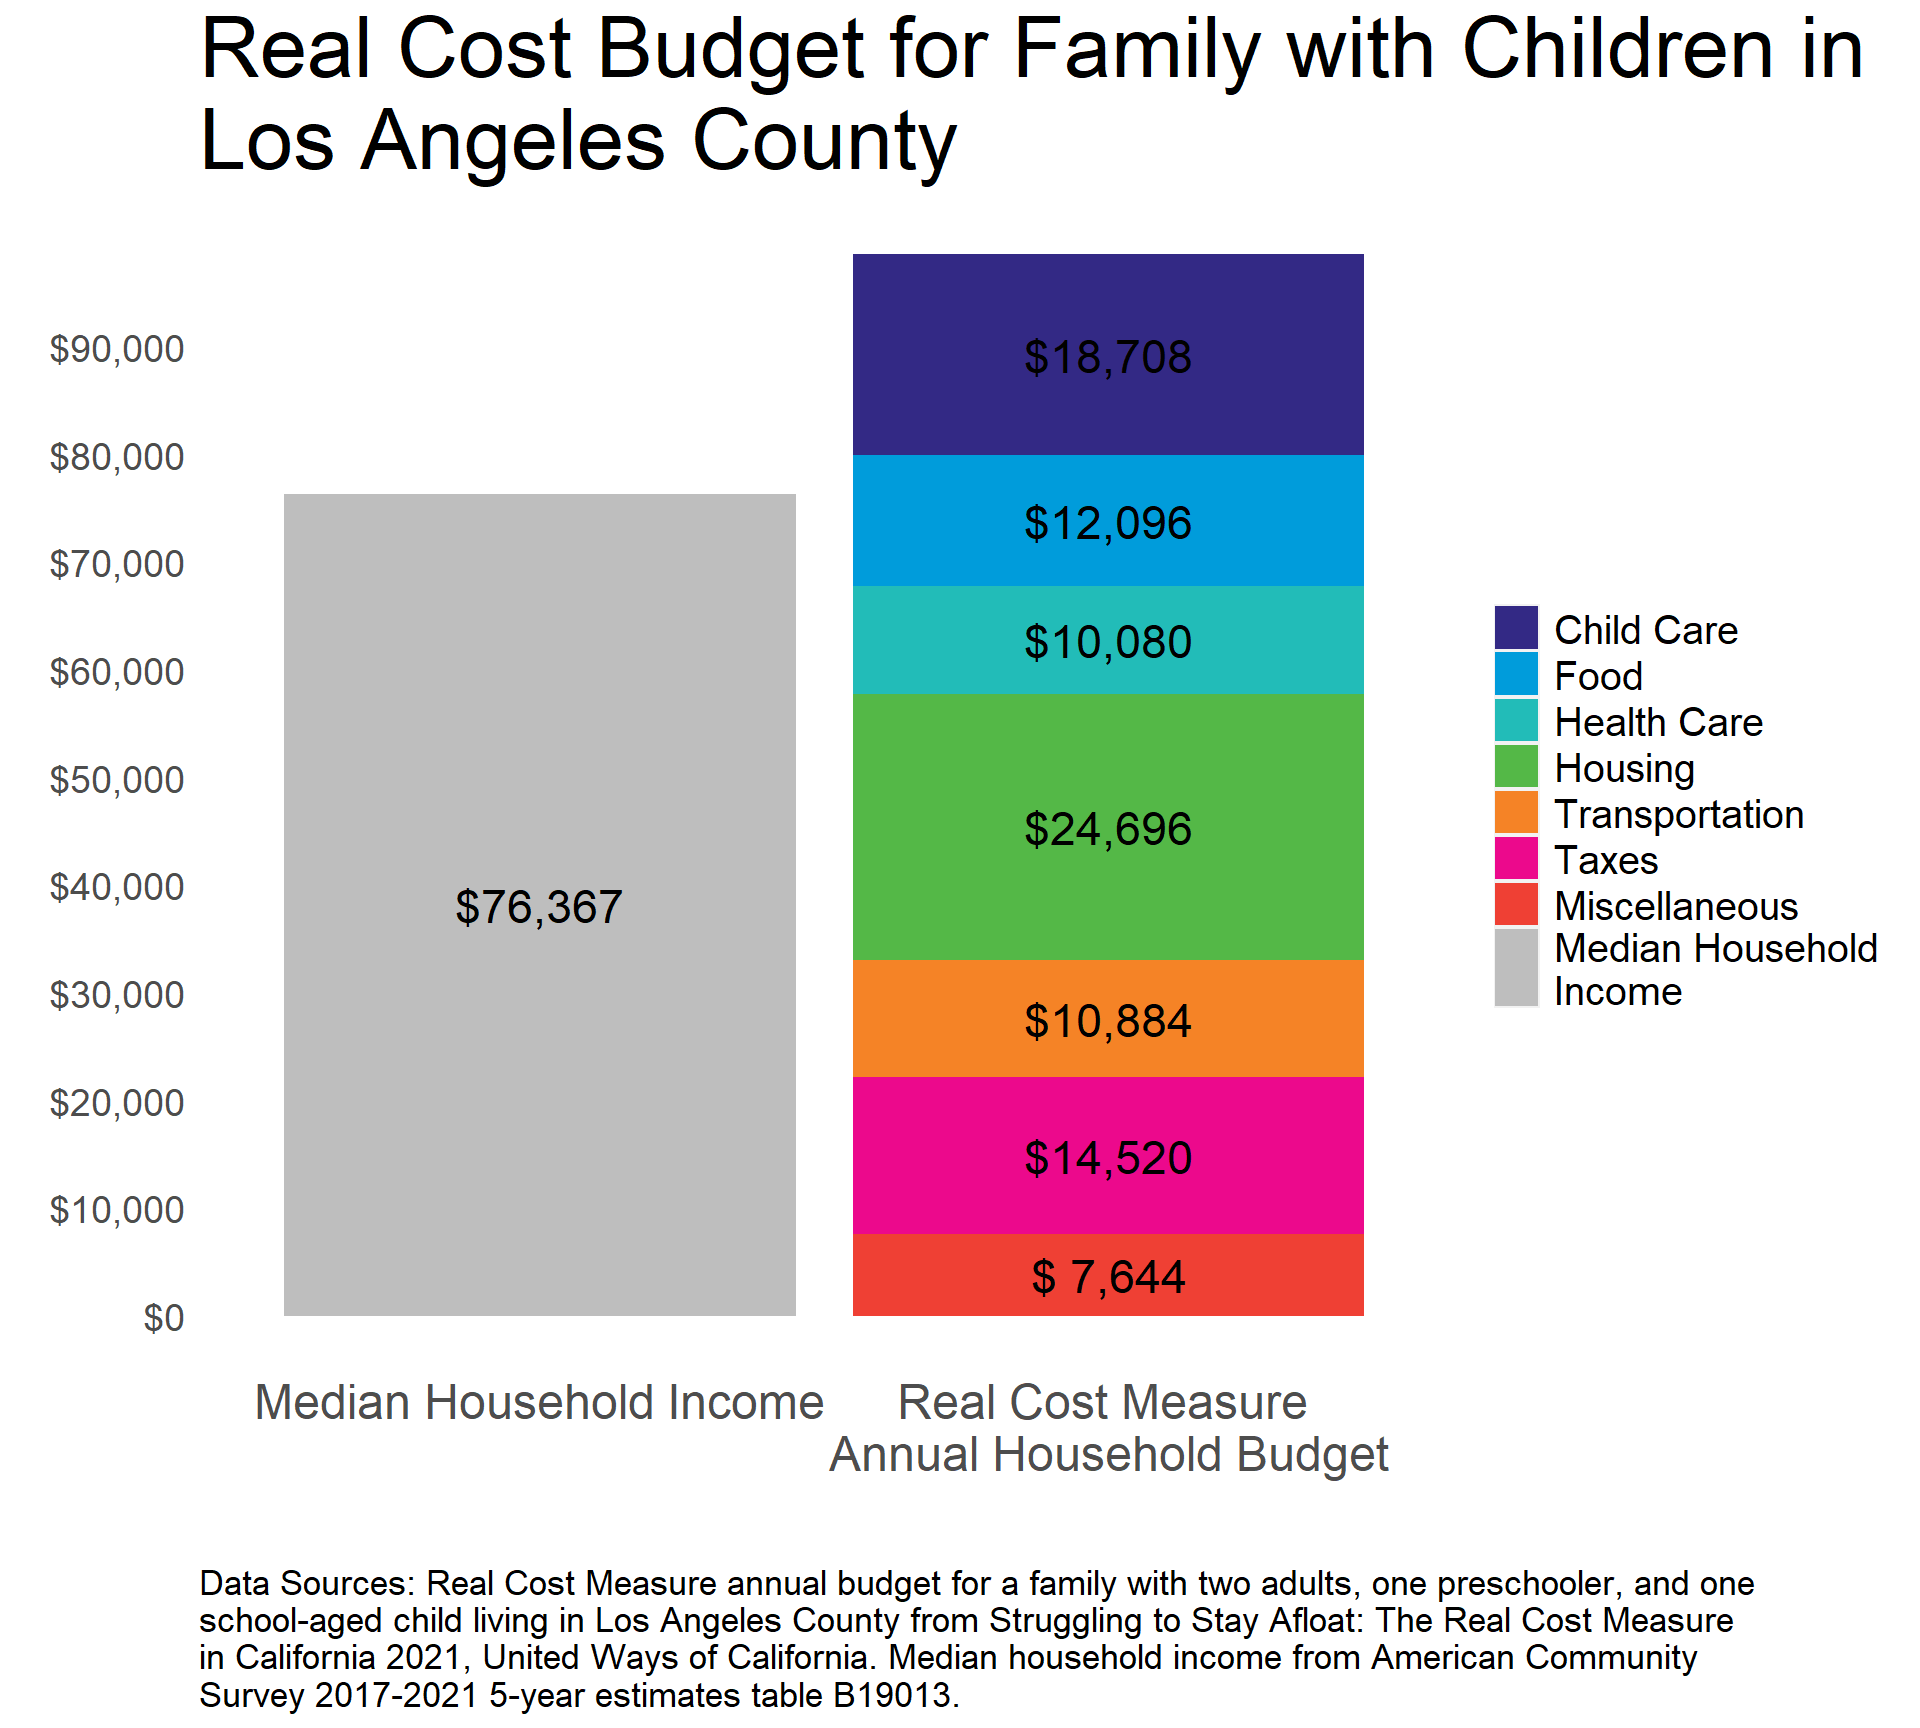 Real Cost Budget for Family with Children in
Los Angeles County
$90,000
$80,000
$70,000
$60,000
$50,000
$40,000
$30,000
$20,000
$10,000
$0
$76,367
$18,708
$12,096
$10,080
$24,696
$10,884
$14,520
$ 7,644
Child Care
Food
Health Care
Housing
Transportation
Taxes
Miscellaneous
Median Household
Income
Median Household Income
Real Cost Measure
Annual Household Budget
Data Sources: Real Cost Measure annual budget for a family with two adults, one preschooler, and one
school-aged child living in Los Angeles County from Struggling to Stay Afloat: The Real Cost Measure
in California 2021, United Ways of California. Median household income from American Community
Survey 2017-2021 5-year estimates table B19013.